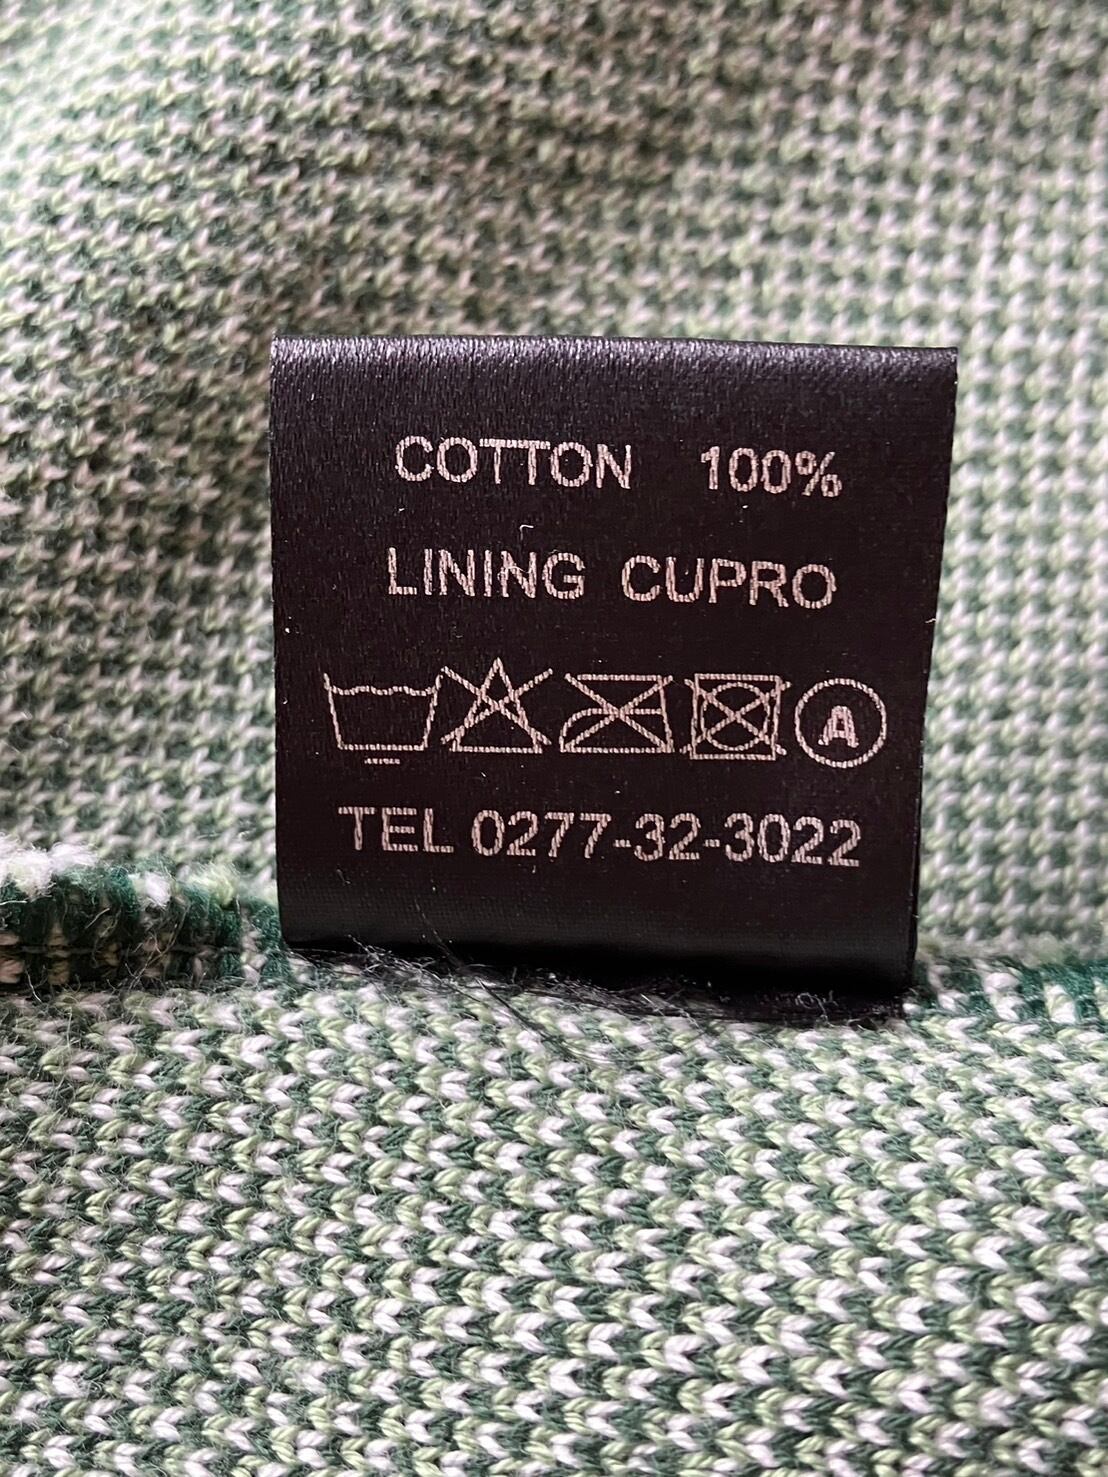 COTTON 100%
LINING CUPRO
A
TEL 0277-32-3022